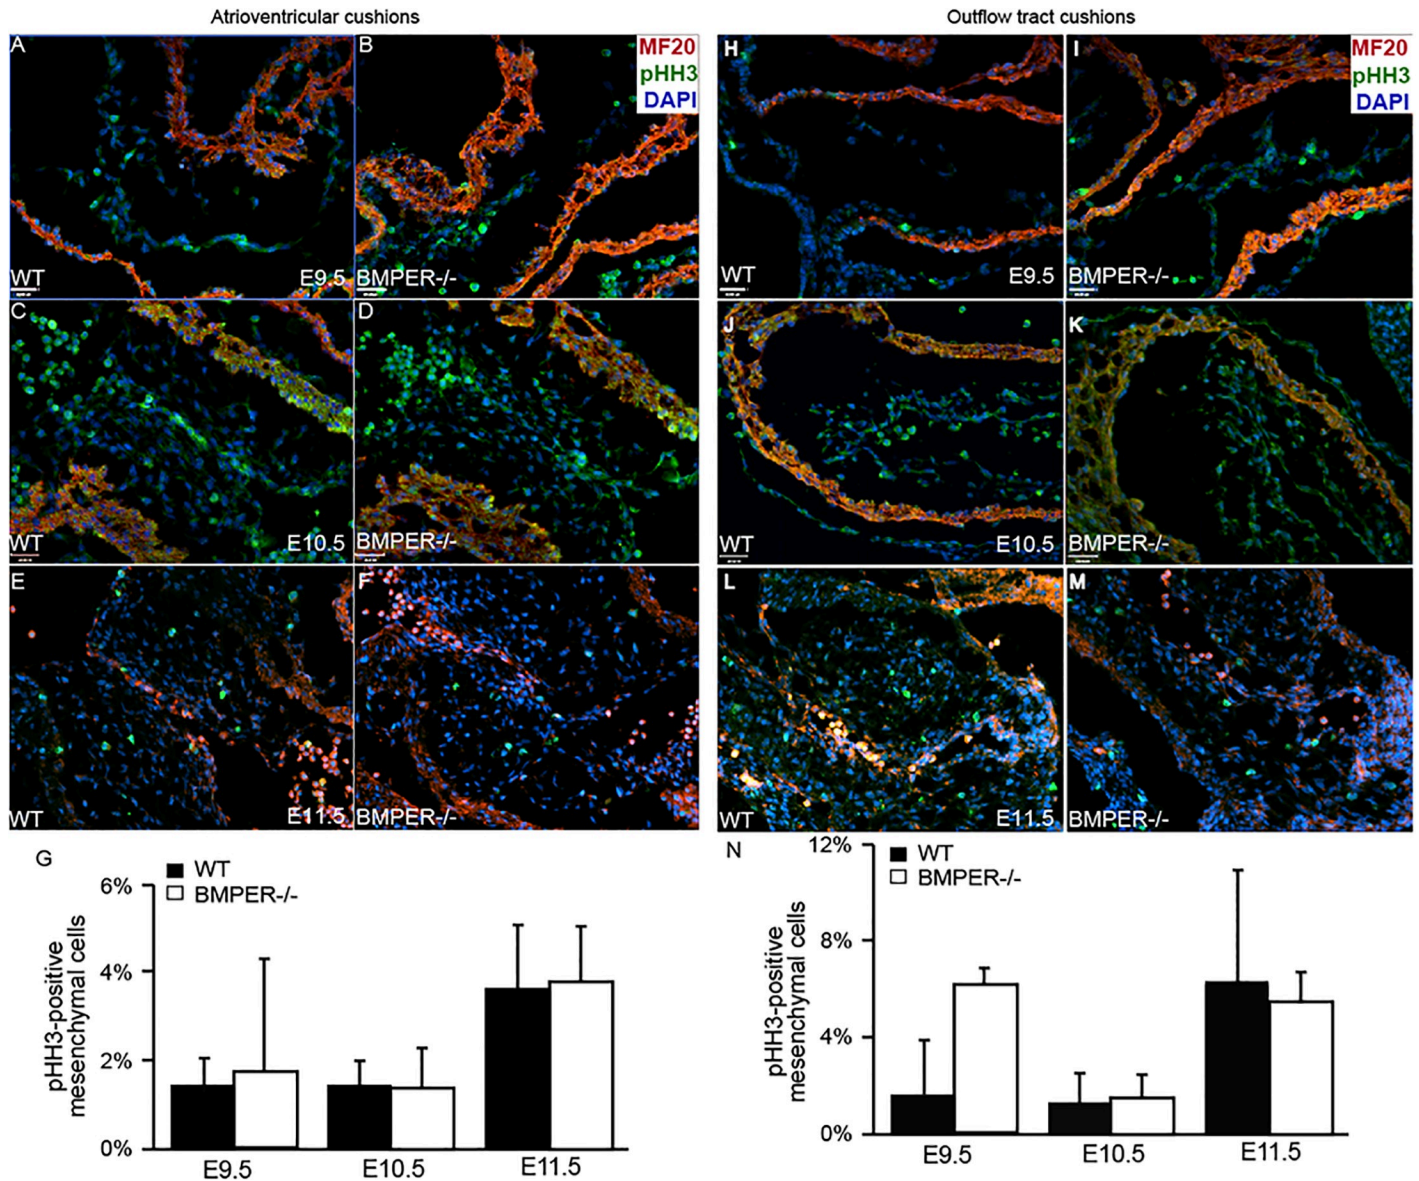 Atrioventricular cushions
Outflow tract cushions
A
B
MF20
pHH3
DAPI
WT
E9.5
BMPER-/-
C
D
WT
E10.5
BMPER-/-
E
F
WT
E11.5
BMPER-/-
H
I
MF20
pHH3
DAPI
WT
E9.5
BMPER-/-
J
K
WT
E10.5
BMPER-/-
L
M
WT
E11.5
BMPER-/-
G
WT
BMPER-/-
pHH3-positive
mesenchymal cells
6%
4%
2%
0%
E9.5
E10.5
E11.5
N
WT
BMPER-/-
pHH3-positive
mesenchymal cells
12%
8%
4%
0%
E9.5
E10.5
E11.5